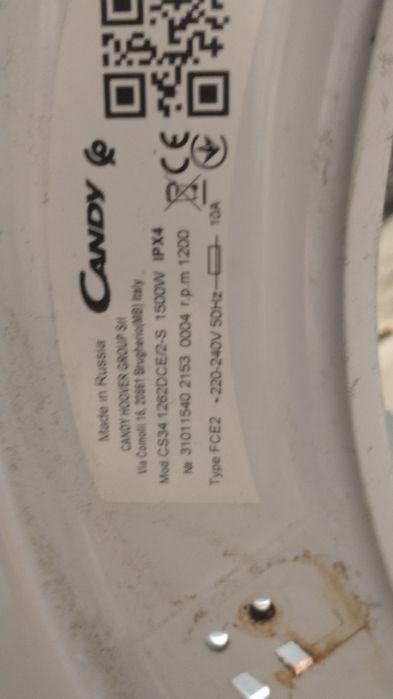 CANDY
Made in Russia
CANDY HOOVER GROUP Srl
Via Comolli 16, 20861 Brugherio(MB) Italy
Mod CS34 1262DCE/2-S 1500W IPX4
№ 31011540 2153 0004 r.p.m 1200
Type FCE2 ~220-240V 50Hz 10A
CE